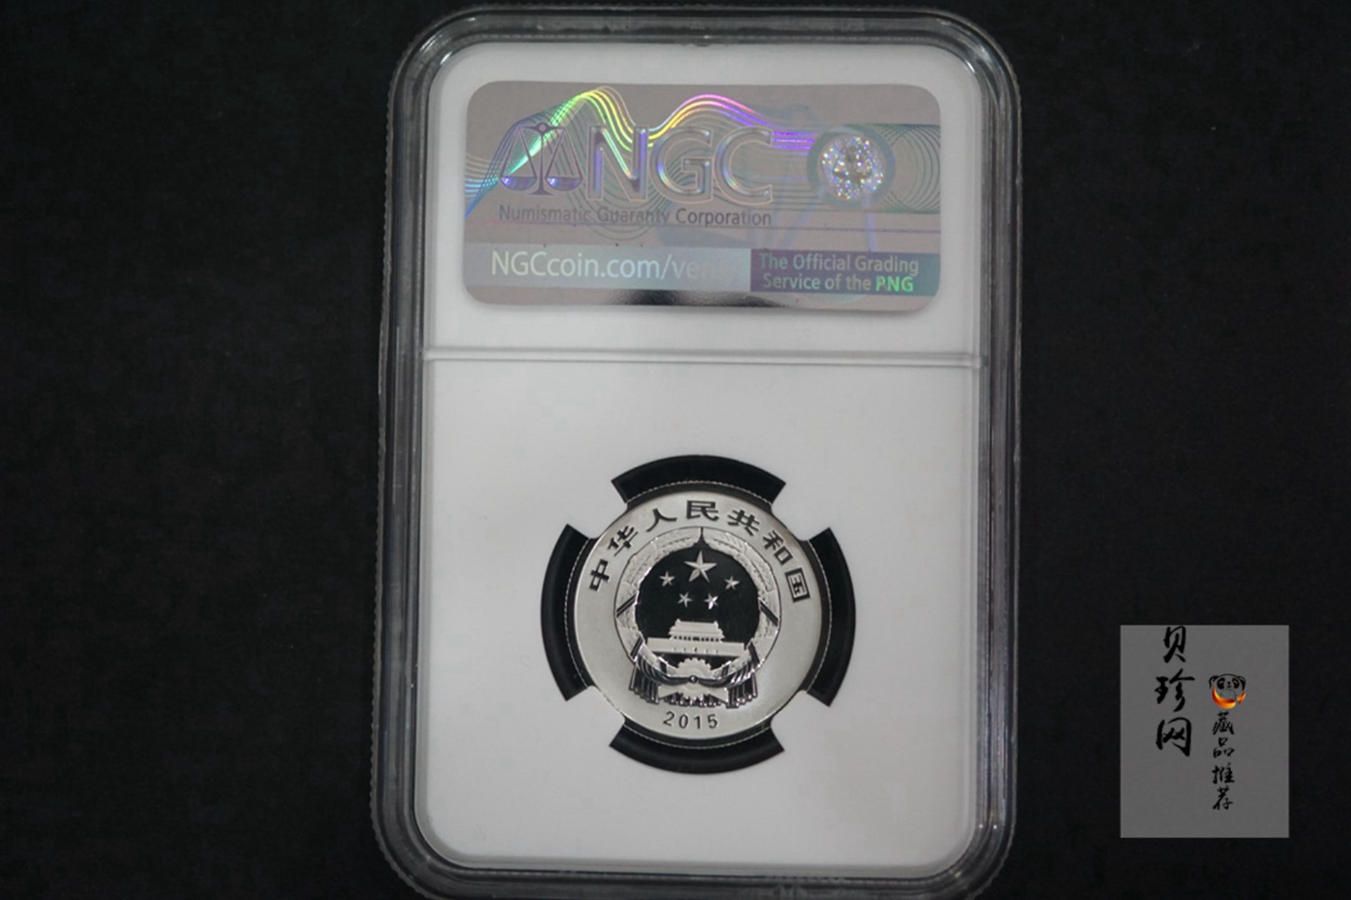 NGC
Numismatic Guaranty Corporation
NGCcoin.com/veri
The Official Grading
Service of the PNG
中华人民共和国
2015
贝珍网
藏品推荐